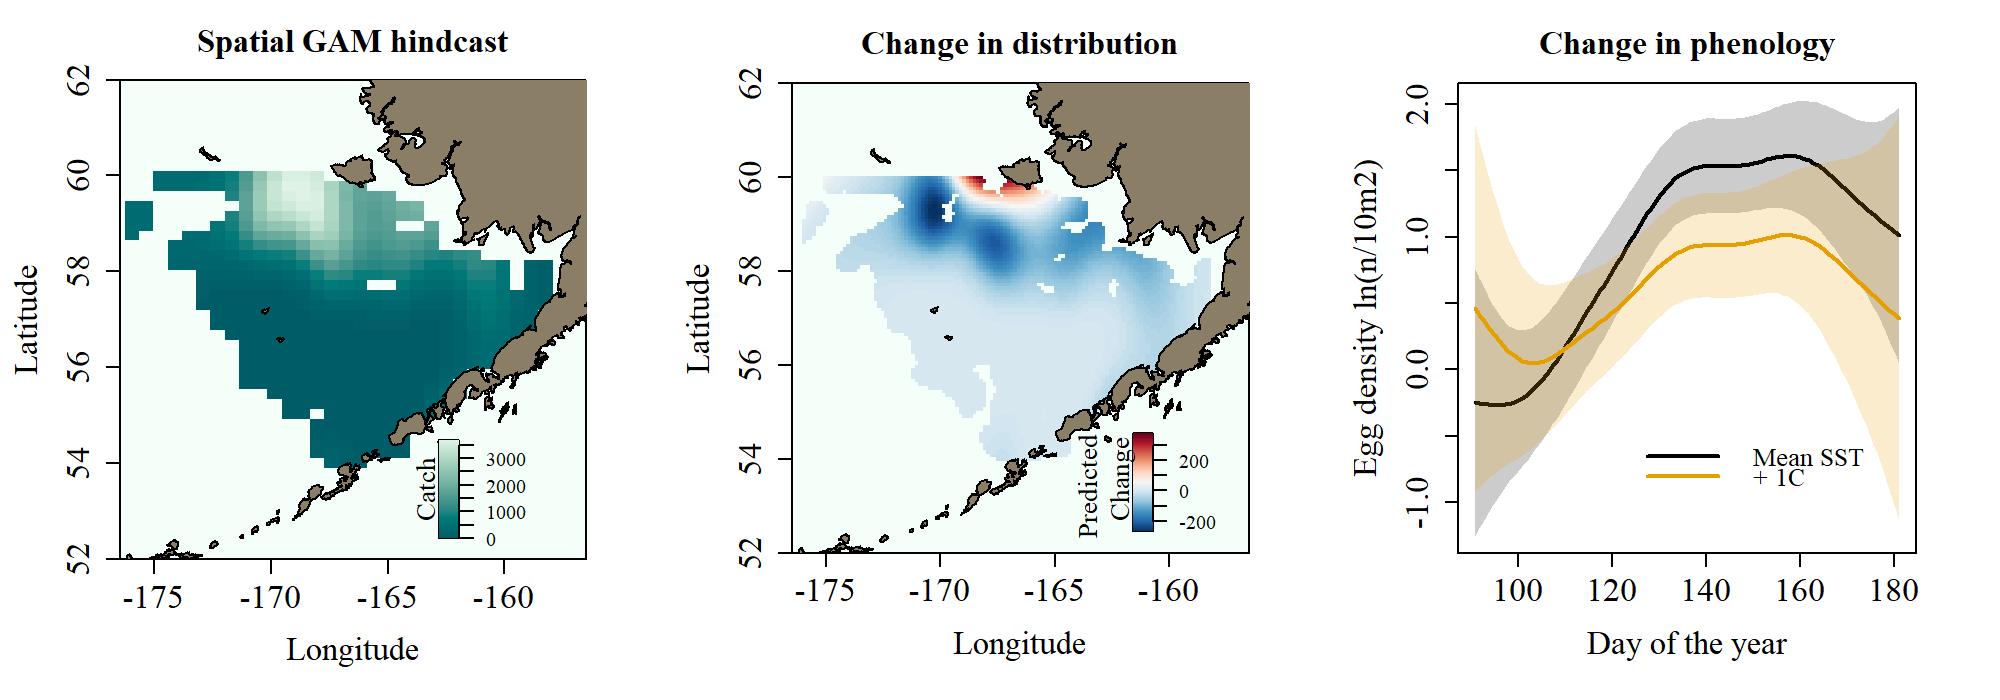 Spatial GAM hindcast
62
60
58
56
54
52
Latitude
-175
-170
-165
-160
Longitude
Catch
3000
2000
1000
0
Change in distribution
62
60
58
56
54
52
Latitude
-175
-170
-165
-160
Longitude
Predicted
Change
200
0
-200
Change in phenology
2.0
1.0
0.0
-1.0
Egg density ln(n/10m2)
100
120
140
160
180
Day of the year
Mean SST
+ 1C